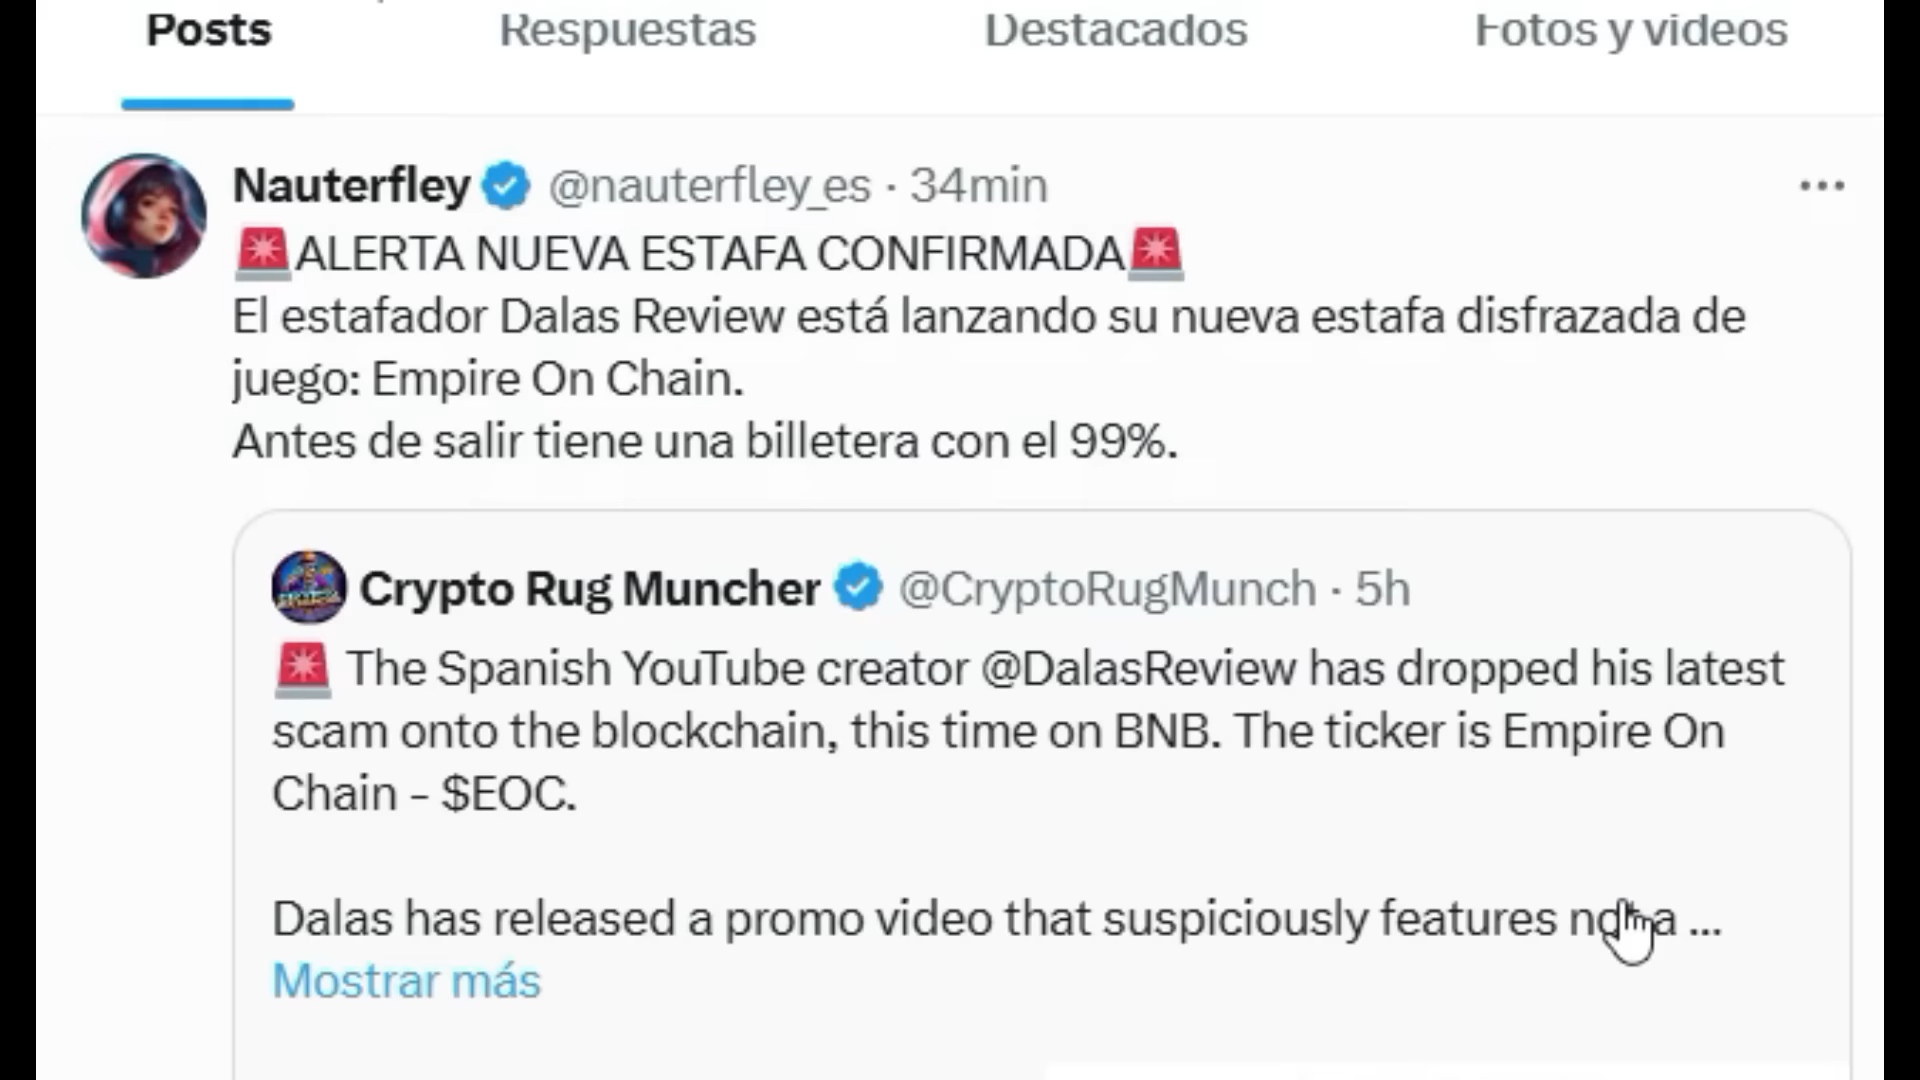 Posts Respuestas Destacados Fotos y videos
Nauterfley @nauterfley_es · 34min
🚨ALERTA NUEVA ESTAFA CONFIRMADA🚨
El estafador Dalas Review está lanzando su nueva estafa disfrazada de
juego: Empire On Chain.
Antes de salir tiene una billetera con el 99%.
Crypto Rug Muncher @CryptoRugMunch · 5h
🚨 The Spanish YouTube creator @DalasReview has dropped his latest
scam onto the blockchain, this time on BNB. The ticker is Empire On
Chain - $EOC.
Dalas has released a promo video that suspiciously features not a ...
Mostrar más